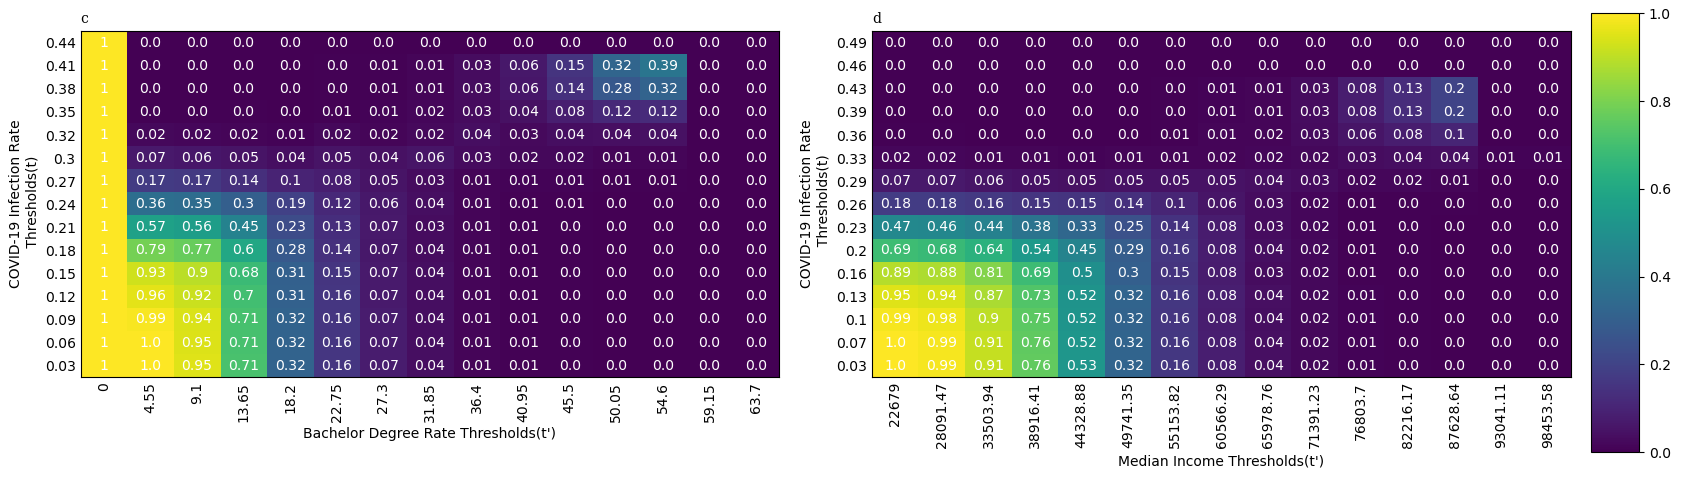 c
0.44 1 0.0 0.0 0.0 0.0 0.0 0.0 0.0 0.0 0.0 0.0 0.0 0.0 0.0 0.0
0.41 1 0.0 0.0 0.0 0.0 0.0 0.01 0.01 0.03 0.06 0.15 0.32 0.39 0.0 0.0
0.38 1 0.0 0.0 0.0 0.0 0.0 0.01 0.01 0.03 0.06 0.14 0.28 0.32 0.0 0.0
0.35 1 0.0 0.0 0.0 0.0 0.01 0.01 0.02 0.03 0.04 0.08 0.12 0.12 0.0 0.0
0.32 1 0.02 0.02 0.02 0.01 0.02 0.02 0.02 0.04 0.03 0.04 0.04 0.04 0.0 0.0
0.3 1 0.07 0.06 0.05 0.04 0.05 0.04 0.06 0.03 0.02 0.02 0.01 0.01 0.0 0.0
0.27 1 0.17 0.17 0.14 0.1 0.08 0.05 0.03 0.01 0.01 0.01 0.01 0.01 0.0 0.0
0.24 1 0.36 0.35 0.3 0.19 0.12 0.06 0.04 0.01 0.01 0.01 0.0 0.0 0.0 0.0
0.21 1 0.57 0.56 0.45 0.23 0.13 0.07 0.03 0.01 0.01 0.0 0.0 0.0 0.0 0.0
0.18 1 0.79 0.77 0.6 0.28 0.14 0.07 0.04 0.01 0.01 0.0 0.0 0.0 0.0 0.0
0.15 1 0.93 0.9 0.68 0.31 0.15 0.07 0.04 0.01 0.01 0.0 0.0 0.0 0.0 0.0
0.12 1 0.96 0.92 0.7 0.31 0.16 0.07 0.04 0.01 0.01 0.0 0.0 0.0 0.0 0.0
0.09 1 0.99 0.94 0.71 0.32 0.16 0.07 0.04 0.01 0.01 0.0 0.0 0.0 0.0 0.0
0.06 1 1.0 0.95 0.71 0.32 0.16 0.07 0.04 0.01 0.01 0.0 0.0 0.0 0.0 0.0
0.03 1 1.0 0.95 0.71 0.32 0.16 0.07 0.04 0.01 0.01 0.0 0.0 0.0 0.0 0.0
0 4.55 9.1 13.65 18.2 22.75 27.3 31.85 36.4 40.95 45.5 50.05 54.6 59.15 63.7
Bachelor Degree Rate Thresholds(t')
COVID-19 Infection Rate
Thresholds(t)
d
0.49 0.0 0.0 0.0 0.0 0.0 0.0 0.0 0.0 0.0 0.0 0.0 0.0 0.0 0.0 0.0
0.46 0.0 0.0 0.0 0.0 0.0 0.0 0.0 0.0 0.0 0.0 0.0 0.0 0.0 0.0 0.0
0.43 0.0 0.0 0.0 0.0 0.0 0.0 0.0 0.01 0.01 0.03 0.08 0.13 0.2 0.0 0.0
0.39 0.0 0.0 0.0 0.0 0.0 0.0 0.0 0.01 0.01 0.03 0.08 0.13 0.2 0.0 0.0
0.36 0.0 0.0 0.0 0.0 0.0 0.0 0.01 0.01 0.02 0.03 0.06 0.08 0.1 0.0 0.0
0.33 0.02 0.02 0.01 0.01 0.01 0.01 0.01 0.02 0.02 0.02 0.03 0.04 0.04 0.01 0.01
0.29 0.07 0.07 0.06 0.05 0.05 0.05 0.05 0.05 0.04 0.03 0.02 0.02 0.01 0.0 0.0
0.26 0.18 0.18 0.16 0.15 0.15 0.14 0.1 0.06 0.03 0.02 0.01 0.0 0.0 0.0 0.0
0.23 0.47 0.46 0.44 0.38 0.33 0.25 0.14 0.08 0.03 0.02 0.01 0.0 0.0 0.0 0.0
0.2 0.69 0.68 0.64 0.54 0.45 0.29 0.16 0.08 0.03 0.02 0.01 0.0 0.0 0.0 0.0
0.16 0.89 0.88 0.81 0.69 0.5 0.3 0.15 0.08 0.03 0.02 0.01 0.0 0.0 0.0 0.0
0.13 0.95 0.94 0.87 0.73 0.52 0.32 0.16 0.08 0.04 0.02 0.01 0.0 0.0 0.0 0.0
0.1 0.99 0.98 0.9 0.75 0.52 0.32 0.16 0.08 0.04 0.02 0.01 0.0 0.0 0.0 0.0
0.07 1.0 0.99 0.91 0.76 0.52 0.32 0.16 0.08 0.04 0.02 0.01 0.0 0.0 0.0 0.0
0.03 1.0 0.99 0.91 0.76 0.53 0.32 0.16 0.08 0.04 0.02 0.01 0.0 0.0 0.0 0.0
22679 28091.47 33503.94 38916.41 44328.88 49741.35 55153.82 60566.29 65978.76 71391.23 76803.7 82216.17 87628.64 93041.11 98453.58
Median Income Thresholds(t')
COVID-19 Infection Rate
Thresholds(t)
1.0
0.8
0.6
0.4
0.2
0.0